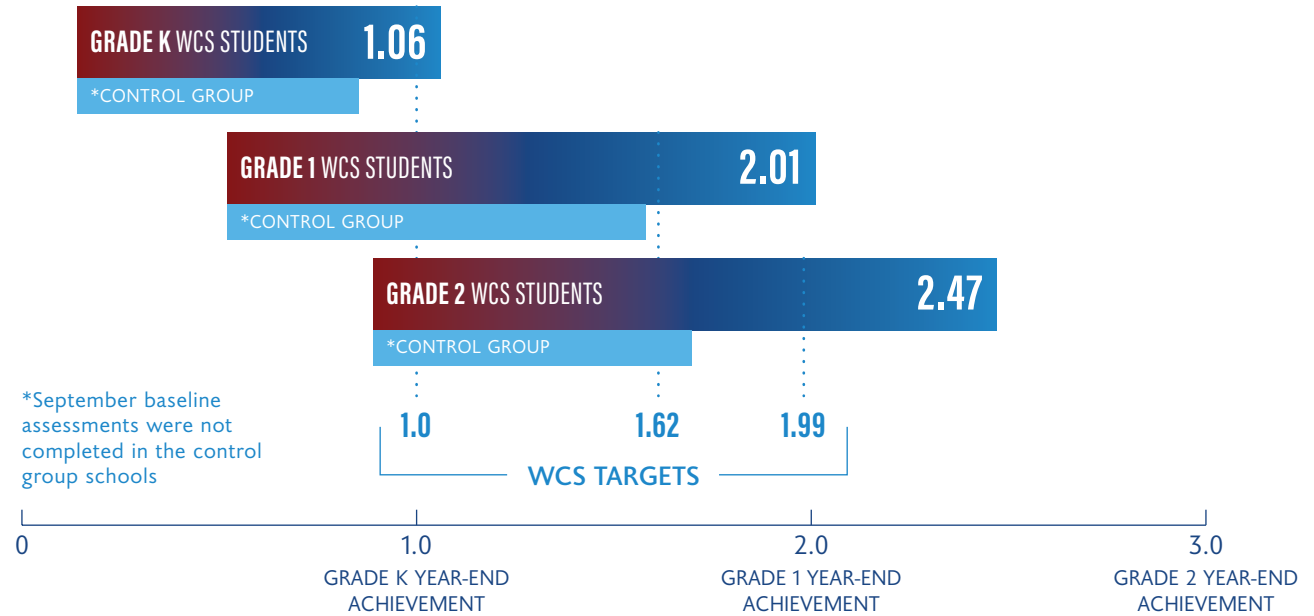 GRADE K WCS STUDENTS 1.06
*CONTROL GROUP
GRADE 1 WCS STUDENTS 2.01
*CONTROL GROUP
GRADE 2 WCS STUDENTS 2.47
*CONTROL GROUP
*September baseline
assessments were not
completed in the control
group schools
1.0 1.62 1.99
WCS TARGETS
0 1.0 2.0 3.0
GRADE K YEAR-END GRADE 1 YEAR-END GRADE 2 YEAR-END
ACHIEVEMENT ACHIEVEMENT ACHIEVEMENT